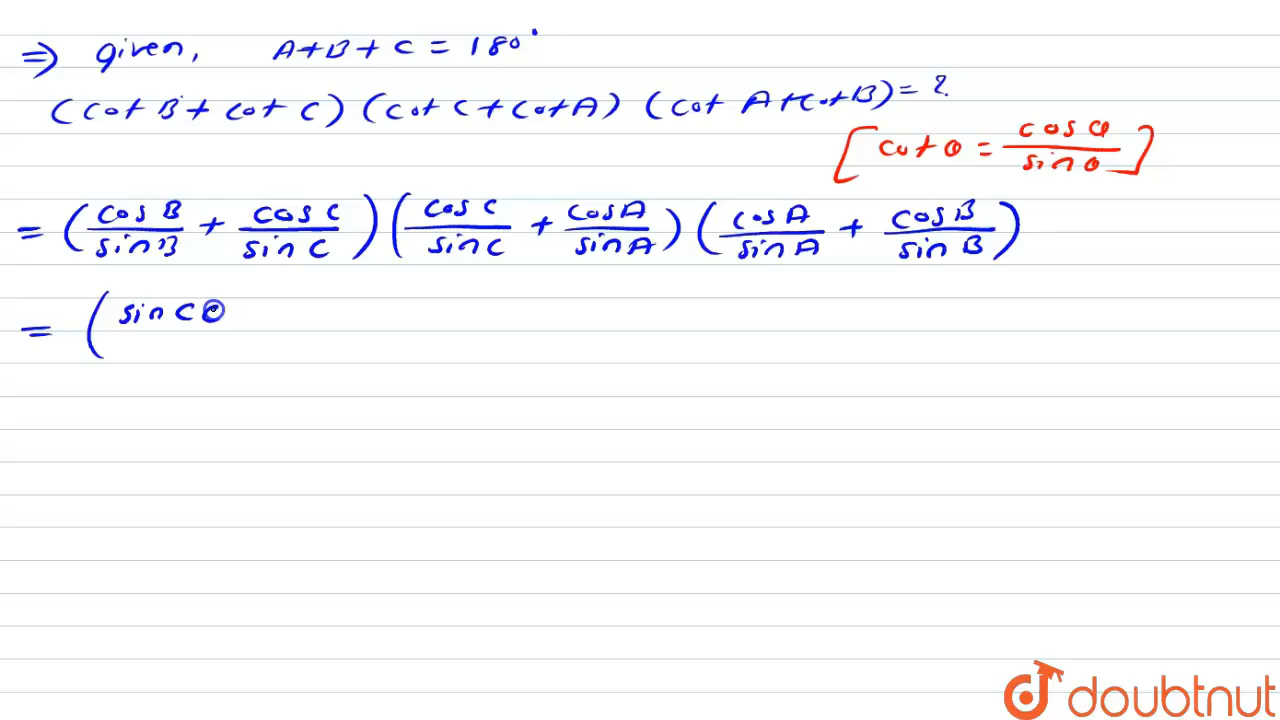 ⇒ given, A+B+C = 180°
(cot B + cot C) (cot C + cot A) (cot A + cot B) = ?
[cot θ = cos θ / sin θ]
= (cos B / sin B + cos C / sin C) (cos C / sin C + cos A / sin A) (cos A / sin A + cos B / sin B)
= ( sin C
doubtnut